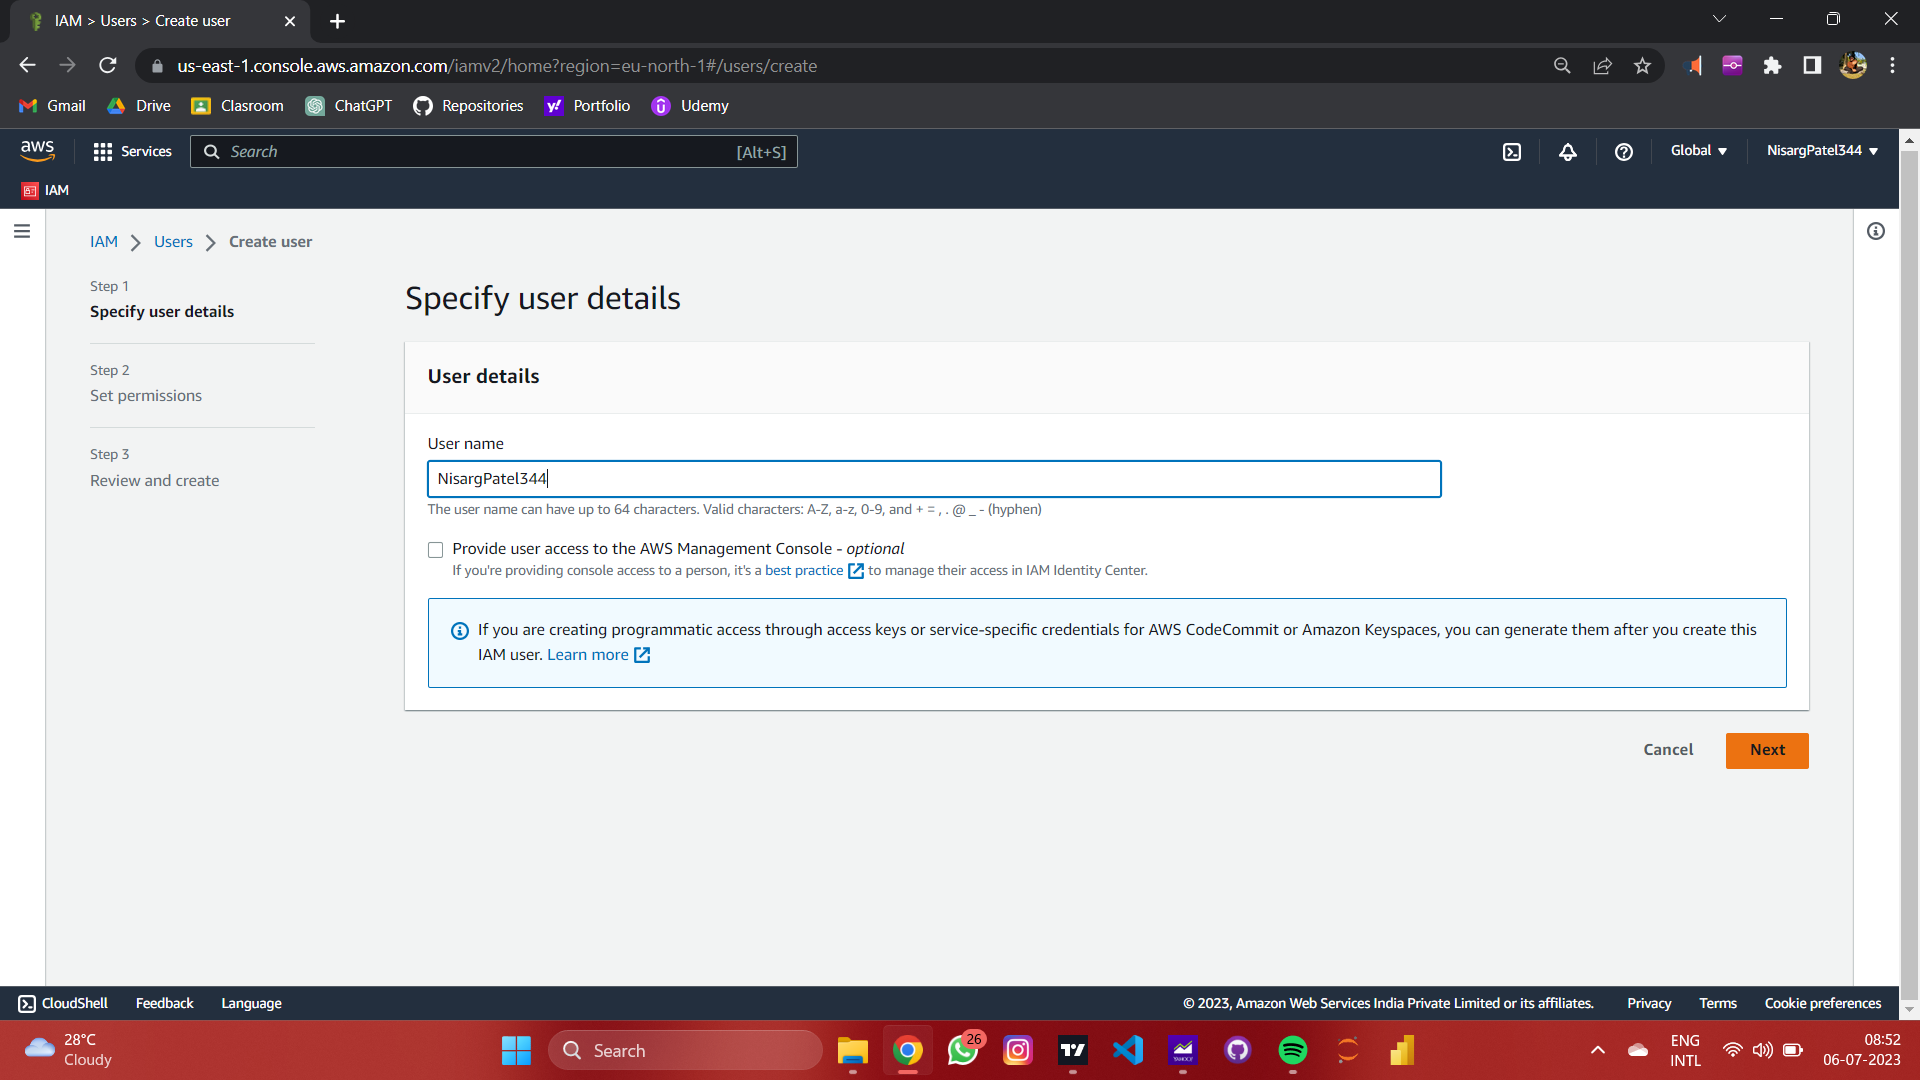 IAM > Users > Create user
us-east-1.console.aws.amazon.com/iamv2/home?region=eu-north-1#/users/create
Gmail
Drive
Clasroom
ChatGPT
Repositories
Portfolio
Udemy
aws
Services
Search
[Alt+S]
Global
NisargPatel344
IAM
IAM
Users
Create user
Step 1
Specify user details
Step 2
Set permissions
Step 3
Review and create
Specify user details
User details
User name
NisargPatel344
The user name can have up to 64 characters. Valid characters: A-Z, a-z, 0-9, and + = , . @ _ - (hyphen)
Provide user access to the AWS Management Console - optional
If you're providing console access to a person, it's a best practice to manage their access in IAM Identity Center.
If you are creating programmatic access through access keys or service-specific credentials for AWS CodeCommit or Amazon Keyspaces, you can generate them after you create this
IAM user. Learn more
Cancel
Next
CloudShell
Feedback
Language
© 2023, Amazon Web Services India Private Limited or its affiliates.
Privacy
Terms
Cookie preferences
28°C
Cloudy
Search
26
ENG
INTL
08:52
06-07-2023